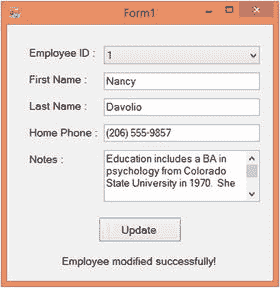 Form1
Employee ID : 1
First Name : Nancy
Last Name : Davolio
Home Phone : (206) 555-9857
Notes : Education includes a BA in
psychology from Colorado
State University in 1970. She
Update
Employee modified successfully!